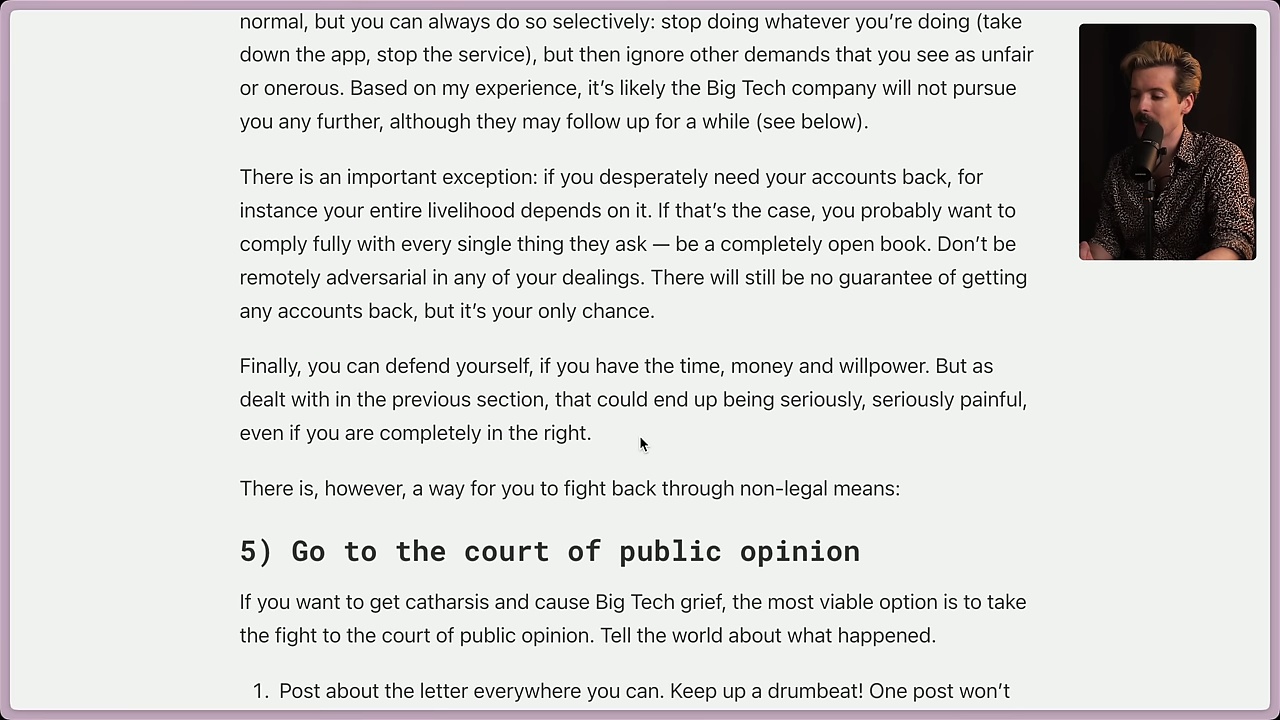 normal, but you can always do so selectively: stop doing whatever you’re doing (take
down the app, stop the service), but then ignore other demands that you see as unfair
or onerous. Based on my experience, it’s likely the Big Tech company will not pursue
you any further, although they may follow up for a while (see below).
There is an important exception: if you desperately need your accounts back, for
instance your entire livelihood depends on it. If that’s the case, you probably want to
comply fully with every single thing they ask — be a completely open book. Don’t be
remotely adversarial in any of your dealings. There will still be no guarantee of getting
any accounts back, but it’s your only chance.
Finally, you can defend yourself, if you have the time, money and willpower. But as
dealt with in the previous section, that could end up being seriously, seriously painful,
even if you are completely in the right.
There is, however, a way for you to fight back through non-legal means:
5) Go to the court of public opinion
If you want to get catharsis and cause Big Tech grief, the most viable option is to take
the fight to the court of public opinion. Tell the world about what happened.
1. Post about the letter everywhere you can. Keep up a drumbeat! One post won’t